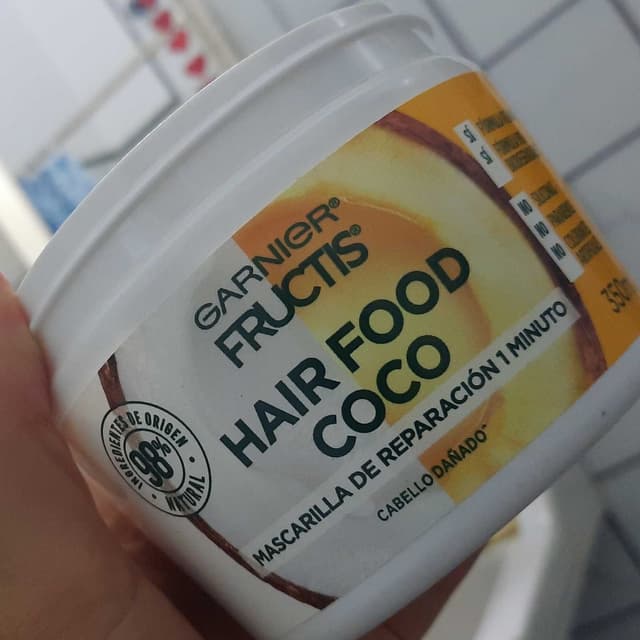 GARNIER®
FRUCTIS®
HAIR FOOD
COCO
MASCARILLA DE REPARACIÓN 1 MINUTO
CABELLO DAÑADO
98%
INGREDIENTES DE ORIGEN NATURAL
SÍ
SÍ
NO
NO
NO
350